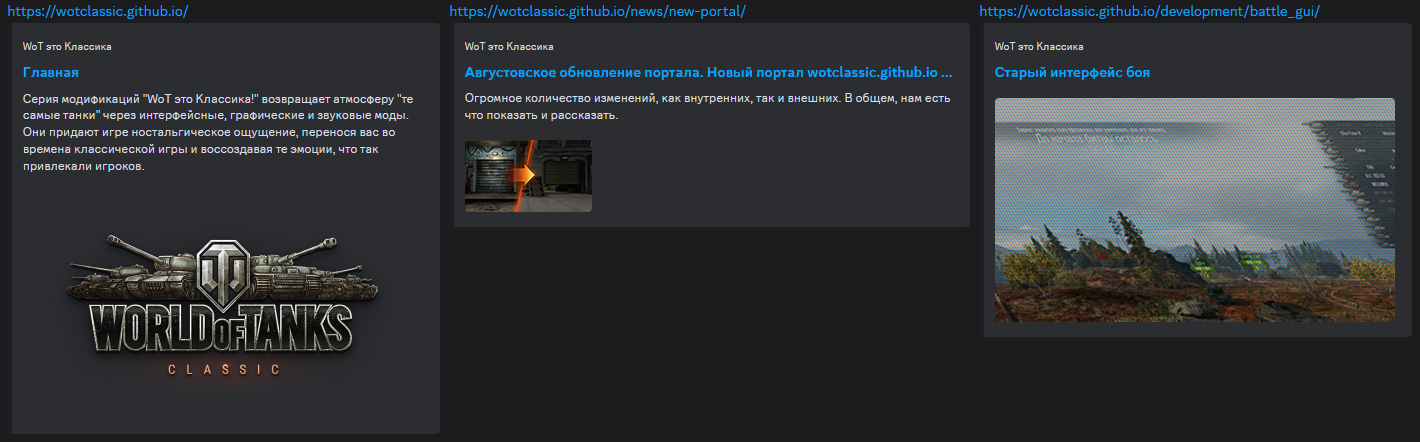 https://wotclassic.github.io/
WoT это Классика
Главная
Серия модификаций "WoT это Классика!" возвращает атмосферу "те
самые танки" через интерфейсные, графические и звуковые моды.
Они придают игре ностальгическое ощущение, перенося вас во
времена классической игры и воссоздавая те эмоции, что так
привлекали игроков.
WORLD OF TANKS
CLA$$IC
https://wotclassic.github.io/news/new-portal/
WoT это Классика
Августовское обновление портала. Новый портал wotclassic.github.io ...
Огромное количество изменений, как внутренних, так и внешних. В общем, нам есть
что показать и рассказать.
https://wotclassic.github.io/development/battle_gui/
WoT это Классика
Старый интерфейс боя